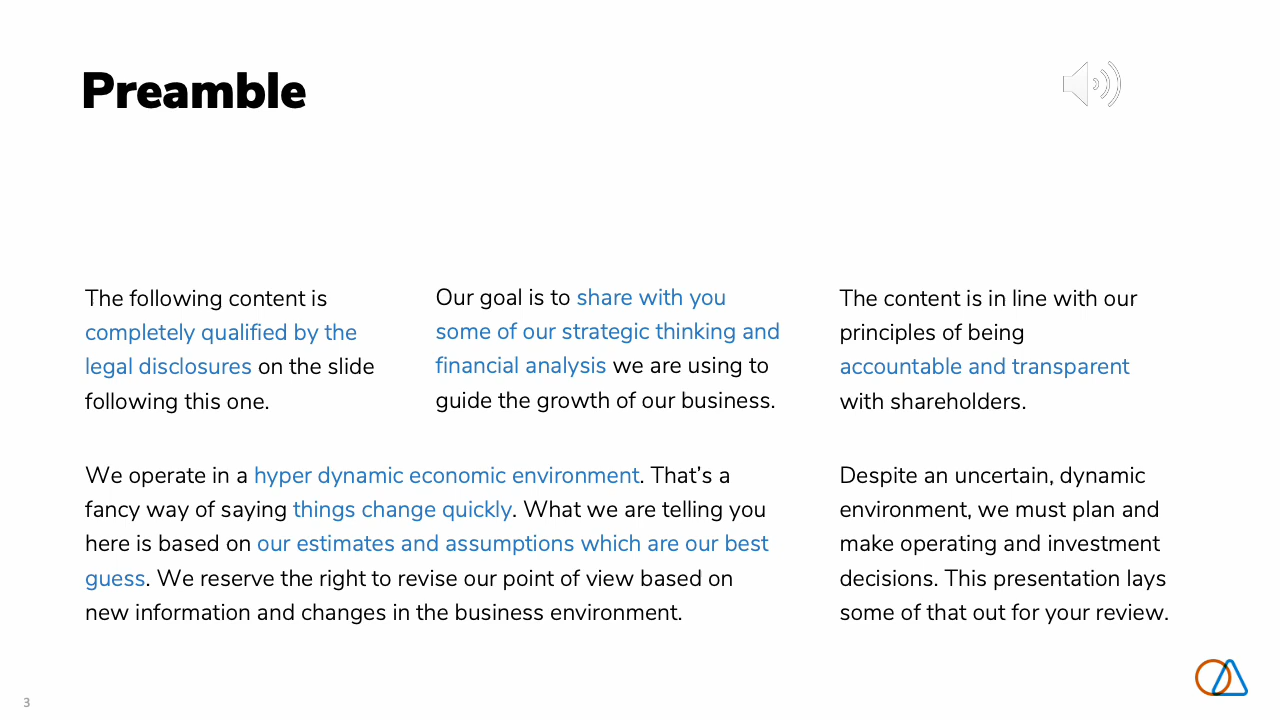 Preamble
The following content is
completely qualified by the
legal disclosures on the slide
following this one.
Our goal is to share with you
some of our strategic thinking and
financial analysis we are using to
guide the growth of our business.
The content is in line with our
principles of being
accountable and transparent
with shareholders.
We operate in a hyper dynamic economic environment. That’s a
fancy way of saying things change quickly. What we are telling you
here is based on our estimates and assumptions which are our best
guess. We reserve the right to revise our point of view based on
new information and changes in the business environment.
Despite an uncertain, dynamic
environment, we must plan and
make operating and investment
decisions. This presentation lays
some of that out for your review.
3